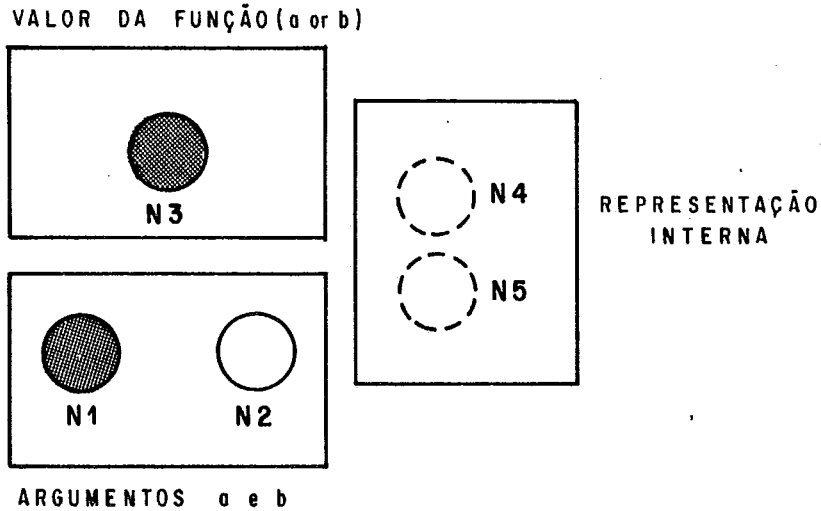 VALOR DA FUNÇÃO (a or b)
N3
N4
N5
REPRESENTAÇÃO
INTERNA
N1 N2
ARGUMENTOS a e b